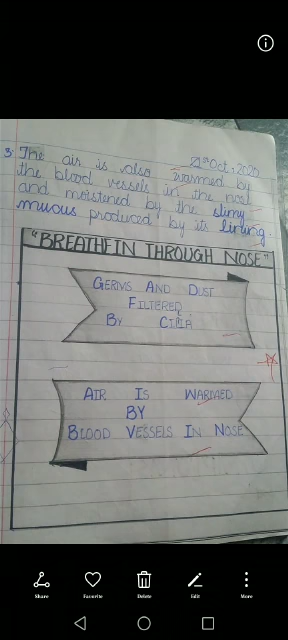 21st Oct, 2020
3. The air is also warmed by
the blood vessels in the nose
and moistened by the slimy
mucous produced by its lining.
"BREATHE IN THROUGH NOSE"
GERMS AND DUST
FILTERED
BY CILIA
AIR IS WARMED
BY
BLOOD VESSELS IN NOSE
Share
Favorite
Delete
Edit
More